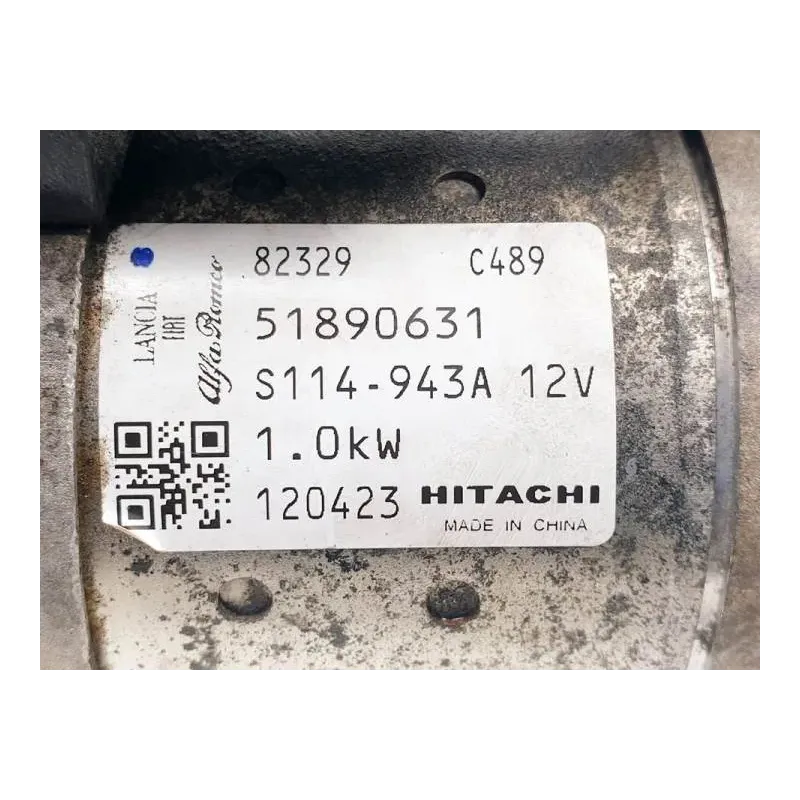 82329 C489
LANCIA
FIAT
Alfa Romeo
51890631
S114-943A 12V
1.0kW
120423 HITACHI
MADE IN CHINA